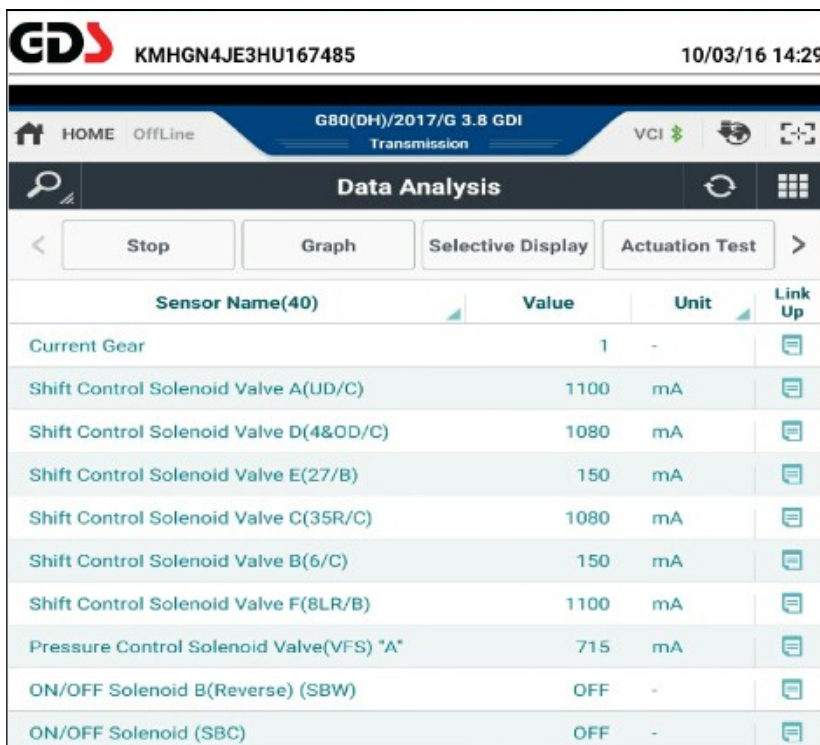 GDS KMHGN4JE3HU167485 10/03/16 14:29
HOME OffLine G80(DH)/2017/G 3.8 GDI VCI
Transmission
Data Analysis
< Stop Graph Selective Display Actuation Test >
Sensor Name(40) Value Unit Link Up
Current Gear 1 -
Shift Control Solenoid Valve A(UD/C) 1100 mA
Shift Control Solenoid Valve D(4&OD/C) 1080 mA
Shift Control Solenoid Valve E(27/B) 150 mA
Shift Control Solenoid Valve C(35R/C) 1080 mA
Shift Control Solenoid Valve B(6/C) 150 mA
Shift Control Solenoid Valve F(8LR/B) 1100 mA
Pressure Control Solenoid Valve(VFS) "A" 715 mA
ON/OFF Solenoid B(Reverse) (SBW) OFF -
ON/OFF Solenoid (SBC) OFF -